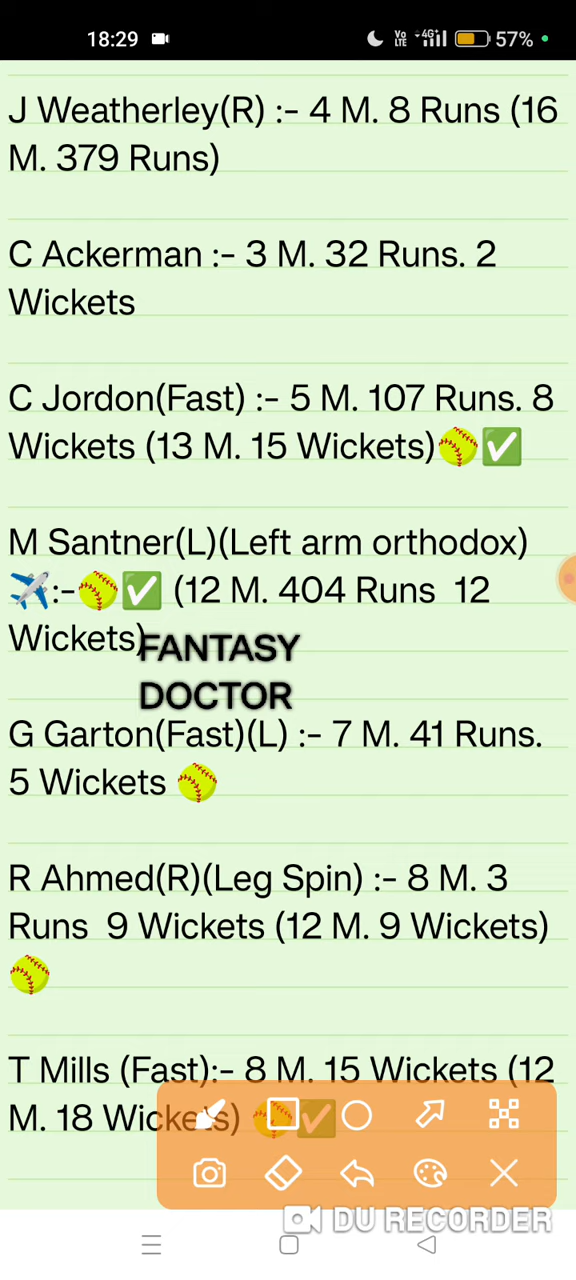 18:29 Vo LTE 4G+ 57%
J Weatherley(R) :- 4 M. 8 Runs (16
M. 379 Runs)
C Ackerman :- 3 M. 32 Runs. 2
Wickets
C Jordon(Fast) :- 5 M. 107 Runs. 8
Wickets (13 M. 15 Wickets)🥎✅
M Santner(L)(Left arm orthodox)
✈️:-🥎✅ (12 M. 404 Runs 12
Wickets)
FANTASY
DOCTOR
G Garton(Fast)(L) :- 7 M. 41 Runs.
5 Wickets 🥎
R Ahmed(R)(Leg Spin) :- 8 M. 3
Runs 9 Wickets (12 M. 9 Wickets)
🥎
T Mills (Fast):- 8 M. 15 Wickets (12
M. 18 Wickets) 🥎✅
DU RECORDER